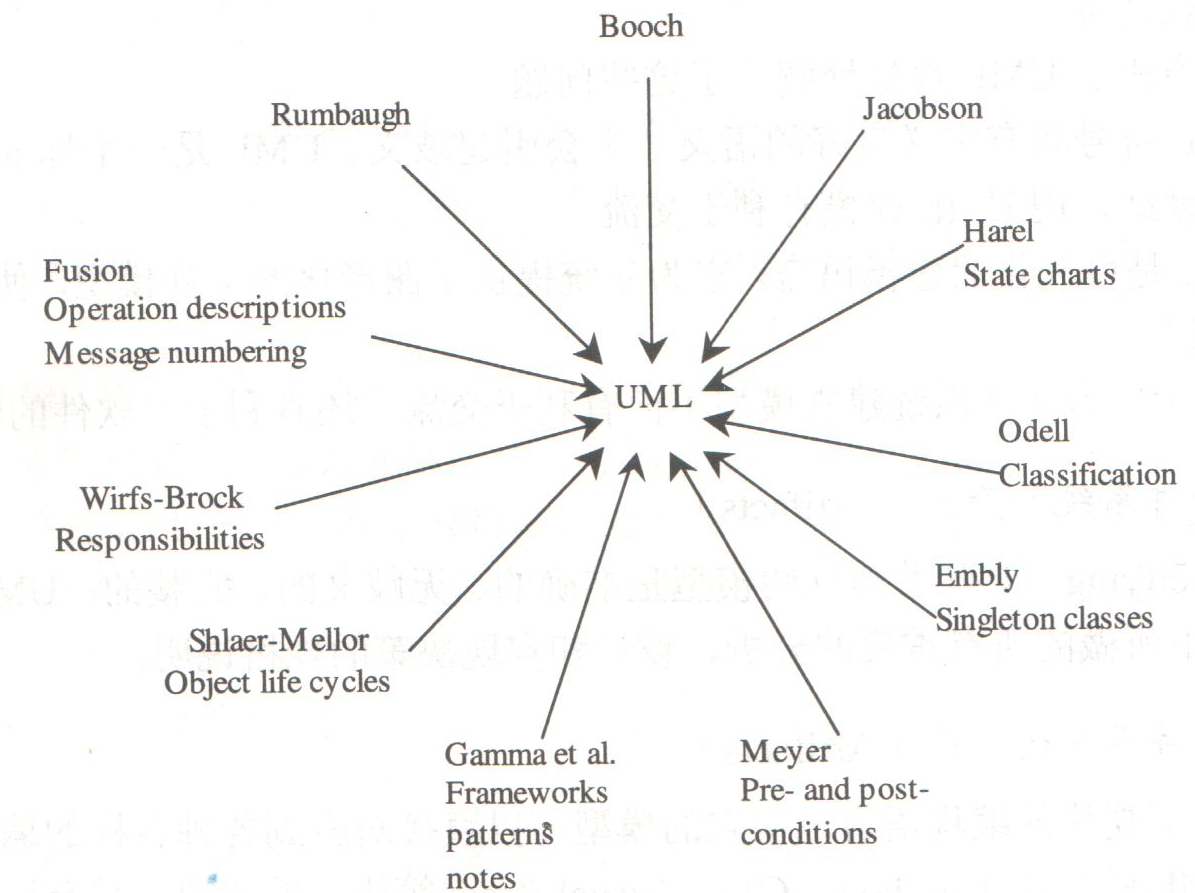 Booch
Rumbaugh
Jacobson
Harel
State charts
Fusion
Operation descriptions
Message numbering
UML
Odell
Classification
Wirfs-Brock
Responsibilities
Embly
Singleton classes
Shlaer-Mellor
Object life cycles
Gamma et al.
Frameworks
patterns
notes
Meyer
Pre- and post-
conditions